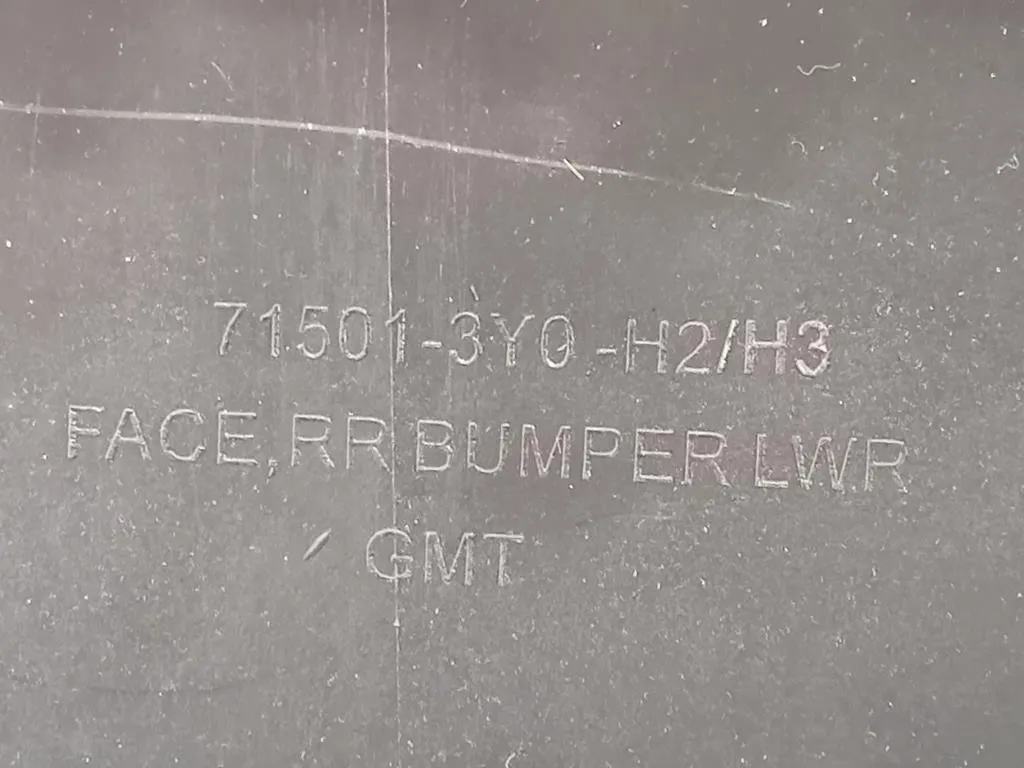 71501-3Y0 -H2/H3
FACE,RR BUMPER LWR
GMT